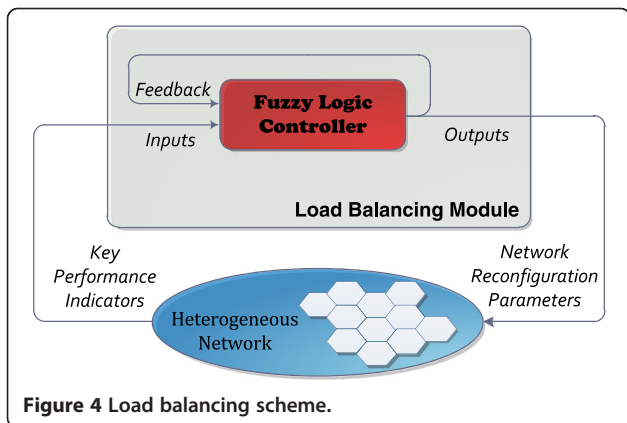 Feedback
Fuzzy Logic
Controller
Inputs
Outputs
Load Balancing Module
Key
Performance
Indicators
Network
Reconfiguration
Parameters
Heterogeneous
Network
Figure 4 Load balancing scheme.